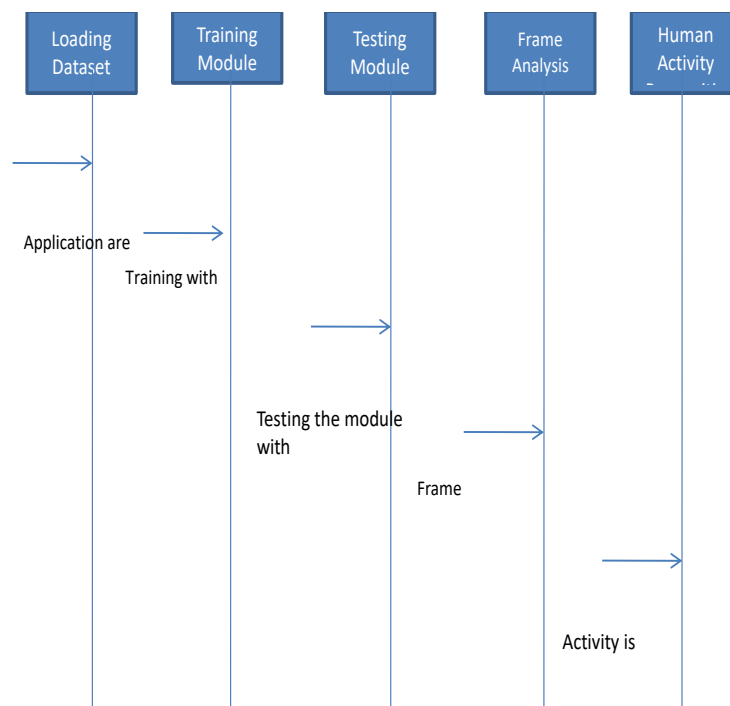 Loading
Dataset
Training
Module
Testing
Module
Frame
Analysis
Human
Activity
Application are
Training with
Testing the module
with
Frame
Activity is